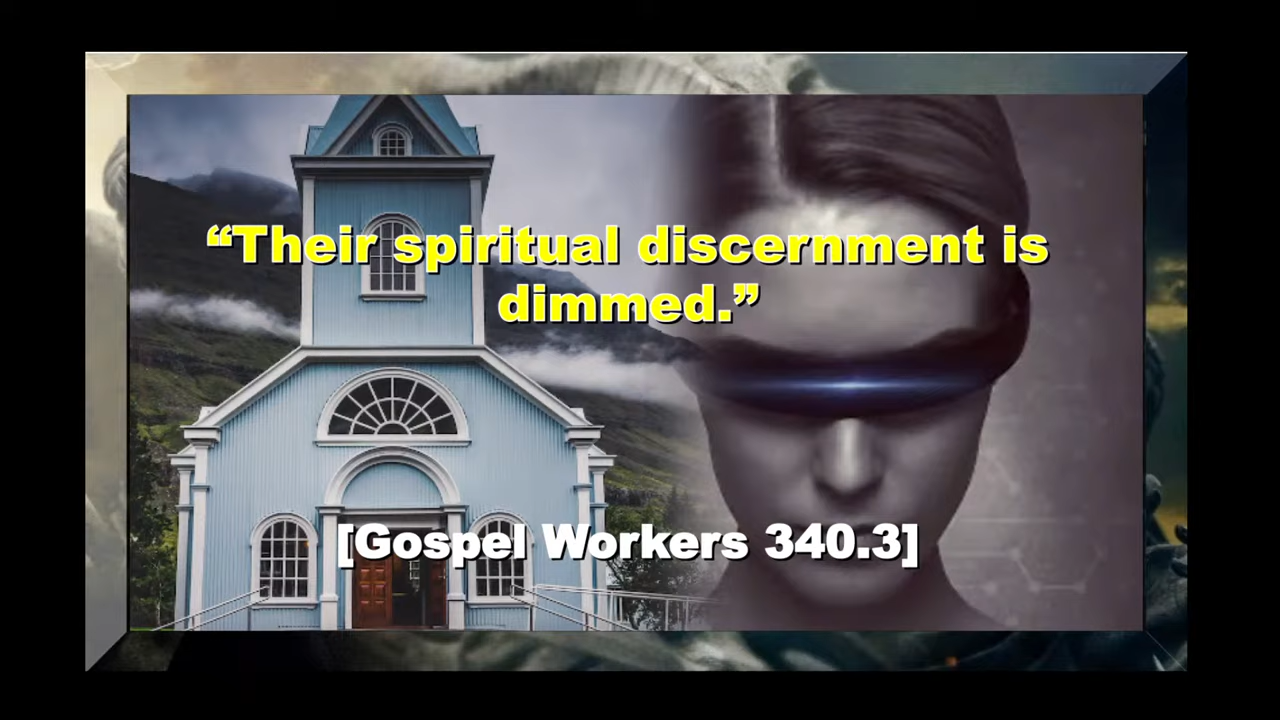 “Their spiritual discernment is
dimmed.”
[Gospel Workers 340.3]